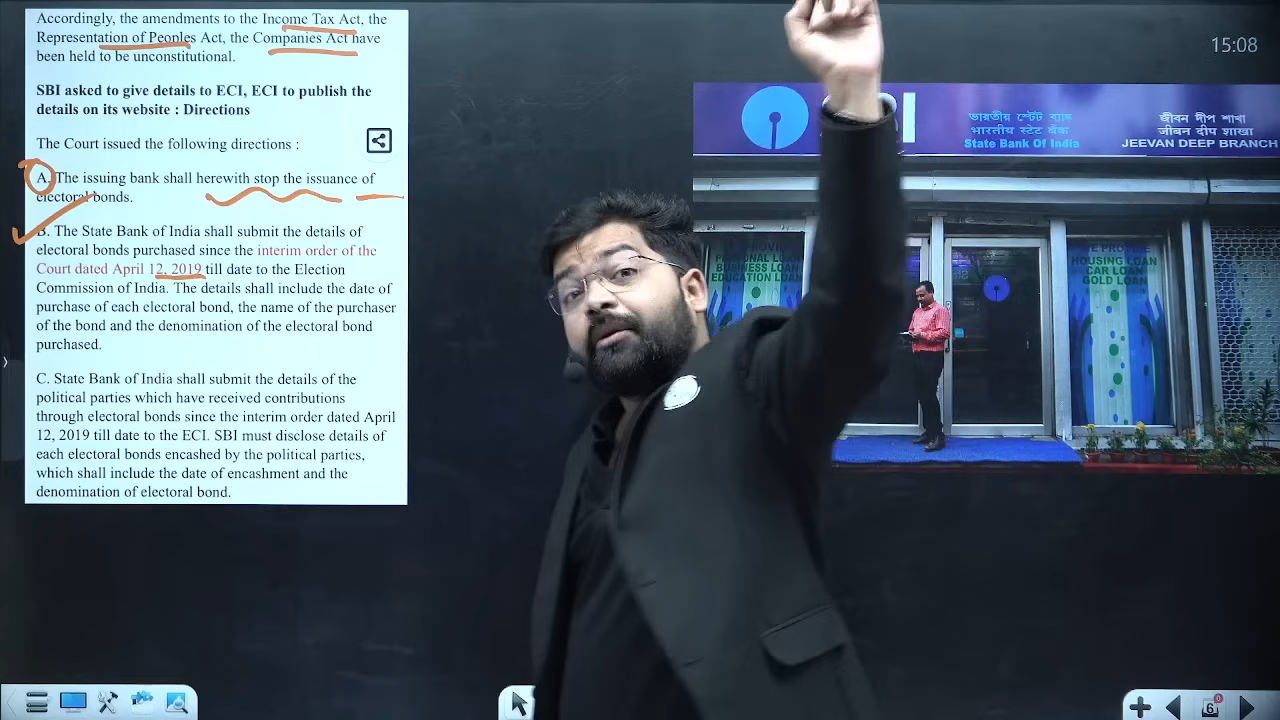 Accordingly, the amendments to the Income Tax Act, the
Representation of Peoples Act, the Companies Act have
been held to be unconstitutional.
SBI asked to give details to ECI, ECI to publish the
details on its website : Directions
The Court issued the following directions :
A. The issuing bank shall herewith stop the issuance of
electoral bonds.
B. The State Bank of India shall submit the details of
electoral bonds purchased since the interim order of the
Court dated April 12, 2019 till date to the Election
Commission of India. The details shall include the date of
purchase of each electoral bond, the name of the purchaser
of the bond and the denomination of the electoral bond
purchased.
C. State Bank of India shall submit the details of the
political parties which have received contributions
through electoral bonds since the interim order dated April
12, 2019 till date to the ECI. SBI must disclose details of
each electoral bonds encashed by the political parties,
which shall include the date of encashment and the
denomination of electoral bond.
15:08
ভারতীয় স্টেট ব্যাঙ্ক
भारतीय स्टेट बैंक
State Bank Of India
জীবন দীপ শাখা
जीवन दीप शाखा
JEEVAN DEEP BRANCH
PERSONAL LOAN
BUSINESS LOAN
EDUCATION LOAN
WE PROVIDE
HOUSING LOAN
CAR LOAN
GOLD LOAN
6